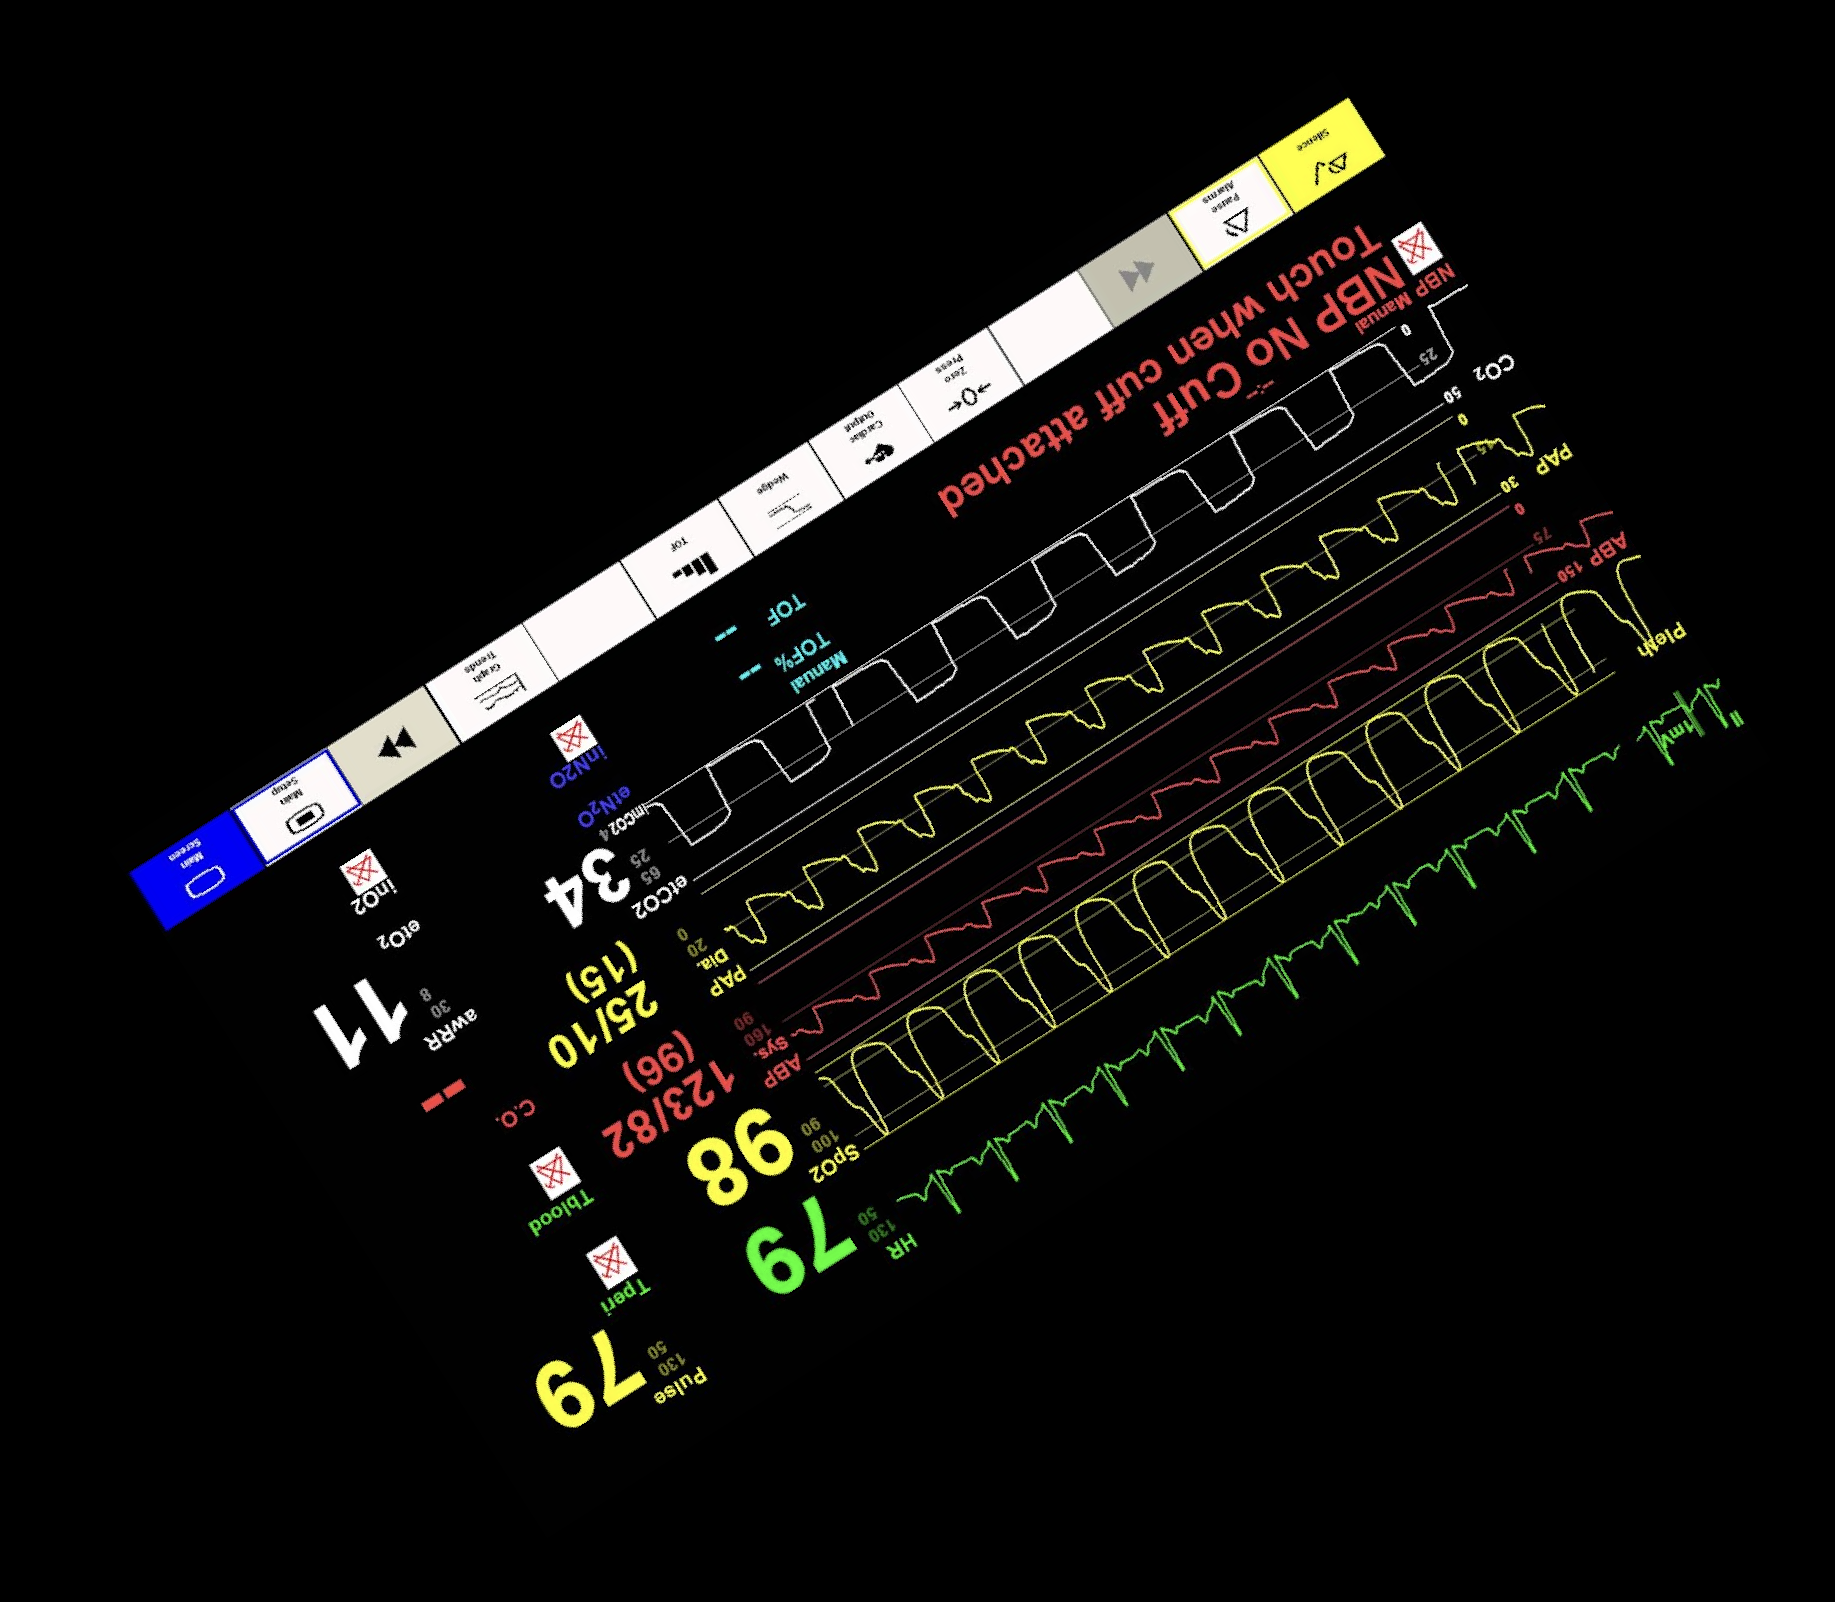 II
1mV
HR
130
50
79
Pulse
130
50
79
Pleth
SpO2
100
90
98
Tperi
Tblood
ABP
150
75
0
ABP
Sys.
160
90
123/82
(96)
C.O.
--
PAP
30
15
0
PAP
Dia.
20
0
25/10
(15)
awRR
30
8
11
CO2
50
25
0
etCO2
65
25
34
inCO2 4
etO2
inO2
NBP
Manual
--:--
NBP No Cuff
Touch when cuff attached
Manual
TOF% --
TOF --
etN2O
inN2O
Silence
Pause
Alarms
Zero
Press
Cardiac
Output
Wedge
TOF
Graph
Trends
Main
Setup
Main
Screen